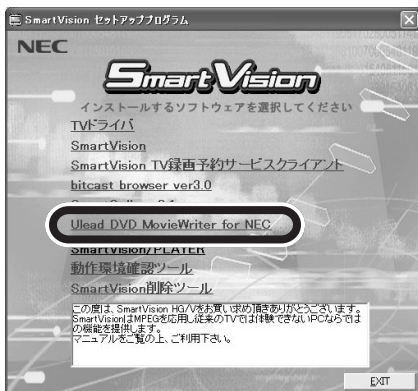 SmartVision セットアッププログラム
NEC
SmartVision
インストールするソフトウェアを選択してください
TVドライバ
SmartVision
SmartVision TV録画予約サービスクライアント
bitcast browser ver3.0
Ulead DVD MovieWriter for NEC
SmartVision/PLAYER
動作環境確認ツール
SmartVision削除ツール
この度は、SmartVision HG/Vをお買い求め頂きありがとうございます。
SmartVisionはMPEGを応用し従来のTVでは体験できないPCならでは
の機能を提供します。
マニュアルをご覧の上、ご利用下さい。
EXIT